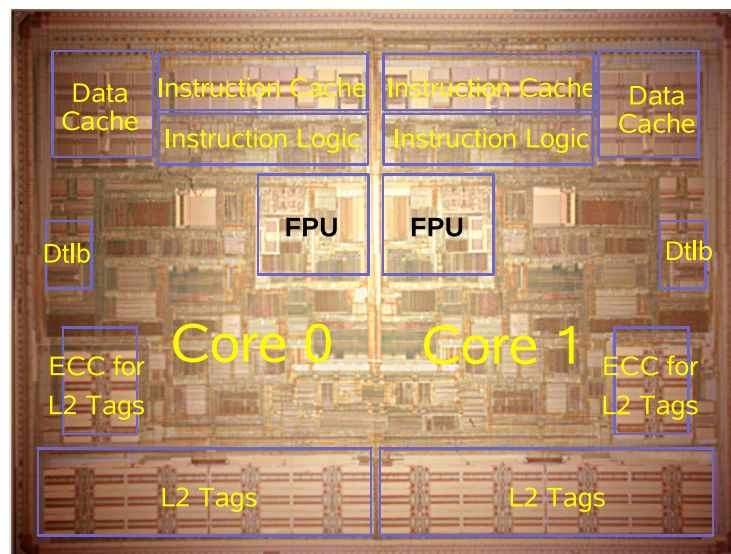 Data
Cache
Instruction Cache
Instruction Cache
Data
Cache
Instruction Logic
Instruction Logic
FPU
FPU
Dtlb
Dtlb
Core 0
Core 1
ECC for
L2 Tags
ECC for
L2 Tags
L2 Tags
L2 Tags